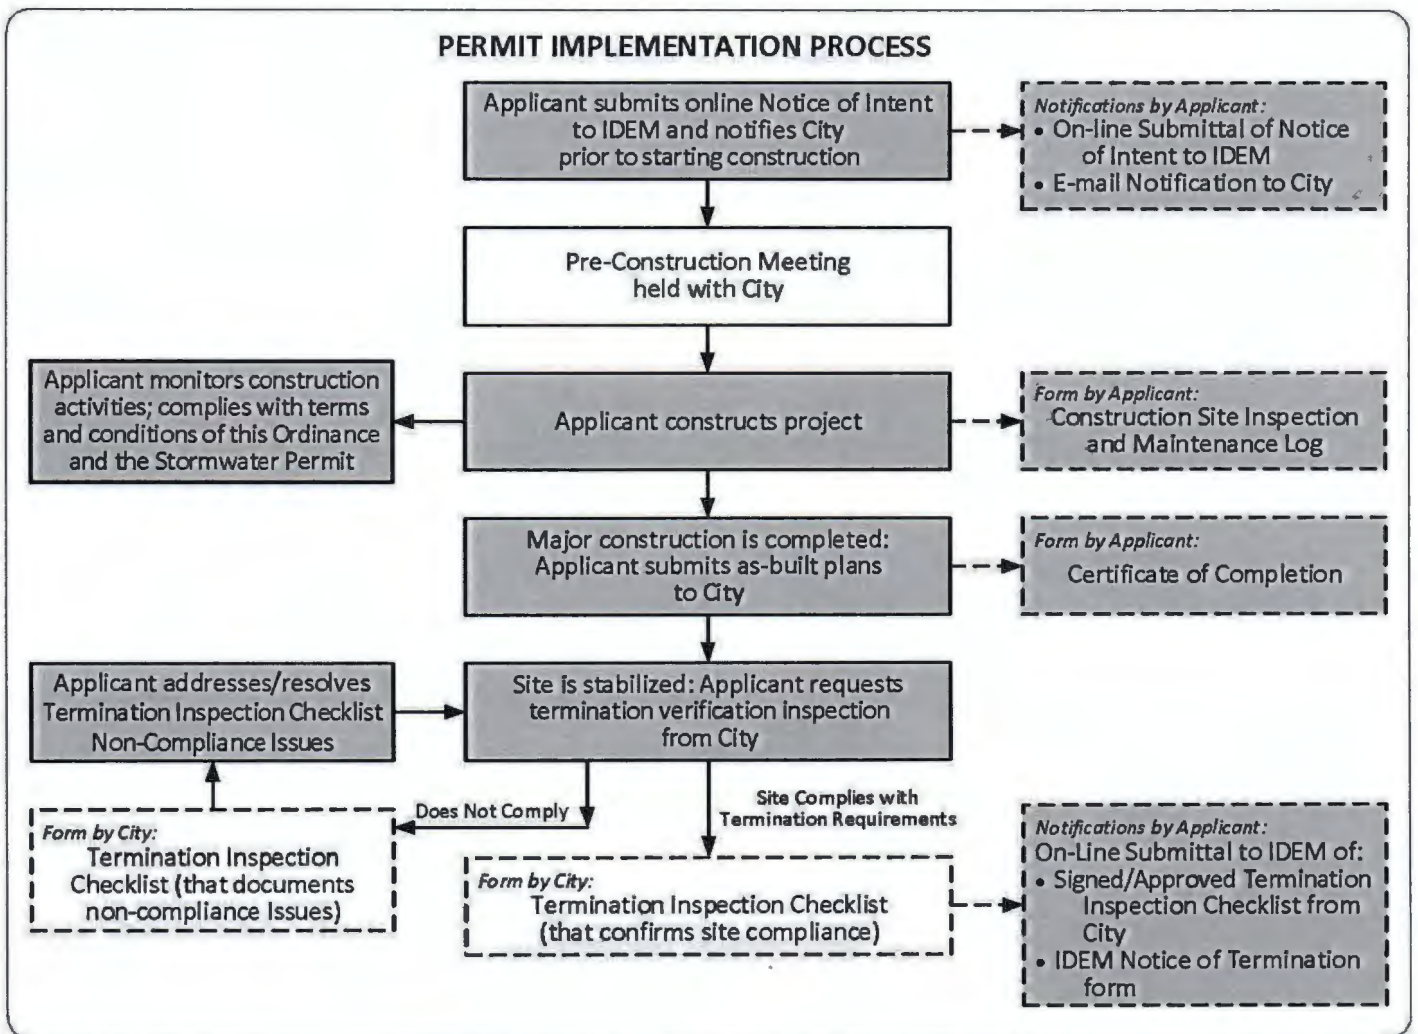 PERMIT IMPLEMENTATION PROCESS
Applicant submits online Notice of Intent
to IDEM and notifies City
prior to starting construction
Notifications by Applicant:
• On-line Submittal of Notice
of Intent to IDEM
• E-mail Notification to City
Pre-Construction Meeting
held with City
Applicant monitors construction
activities; complies with terms
and conditions of this Ordinance
and the Stormwater Permit
Applicant constructs project
Form by Applicant:
Construction Site Inspection
and Maintenance Log
Major construction is completed:
Applicant submits as-built plans
to City
Form by Applicant:
Certificate of Completion
Applicant addresses/resolves
Termination Inspection Checklist
Non-Compliance Issues
Site is stabilized: Applicant requests
termination verification inspection
from City
Does Not Comply
Site Complies with
Termination Requirements
Form by City:
Termination Inspection
Checklist (that documents
non-compliance Issues)
Form by City:
Termination Inspection Checklist
(that confirms site compliance)
Notifications by Applicant:
On-Line Submittal to IDEM of:
• Signed/Approved Termination
Inspection Checklist from
City
• IDEM Notice of Termination
form